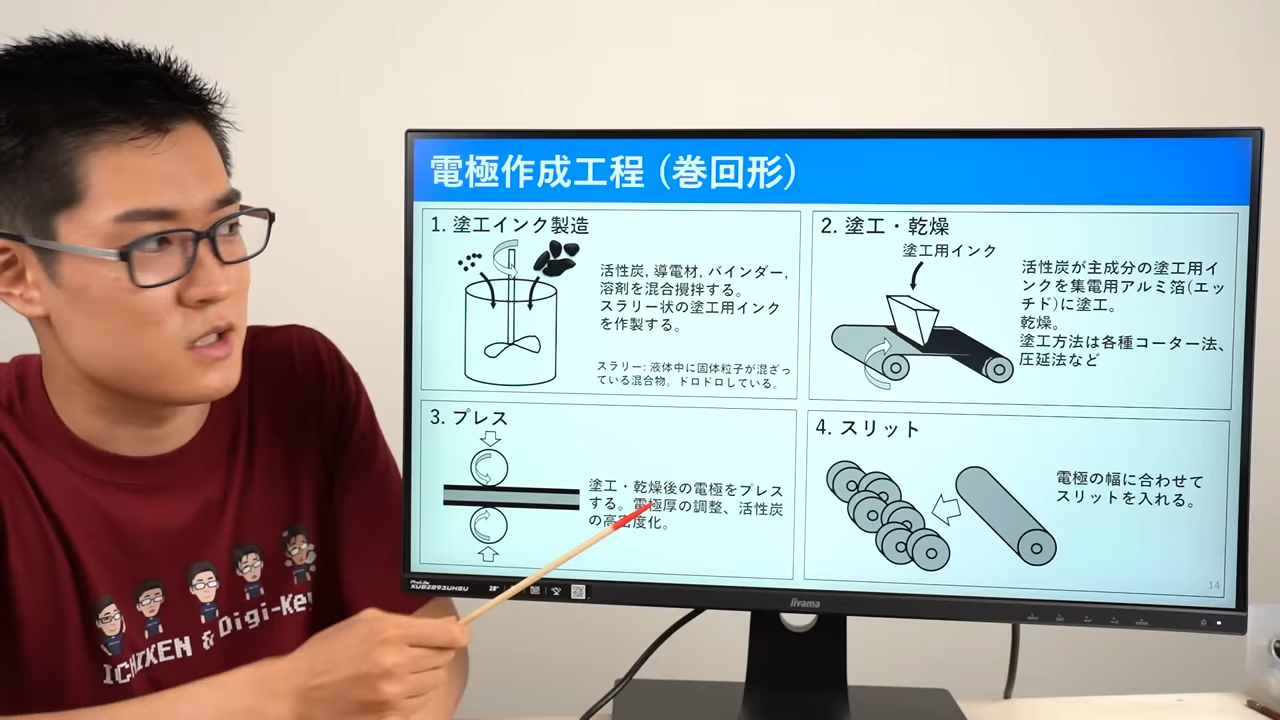 電極作成工程 (巻回形)
1. 塗工インク製造
活性炭, 導電材, バインダー,
溶剤を混合攪拌する。
スラリー状の塗工用インク
を作製する。
スラリー: 液体中に固体粒子が混ざっ
ている混合物。ドロドロしている。
2. 塗工・乾燥
塗工用インク
活性炭が主成分の塗工用イ
ンクを集電用アルミ箔(エッ
チド)に塗工。
乾燥。
塗工方法は各種コーター法、
圧延法など
3. プレス
塗工・乾燥後の電極をプレス
する。電極厚の調整、活性炭
の高密度化。
4. スリット
電極の幅に合わせて
スリットを入れる。
14
ProLite
XUB2893UHSU
28"
iiyama
ICHIKEN & Digi-Key